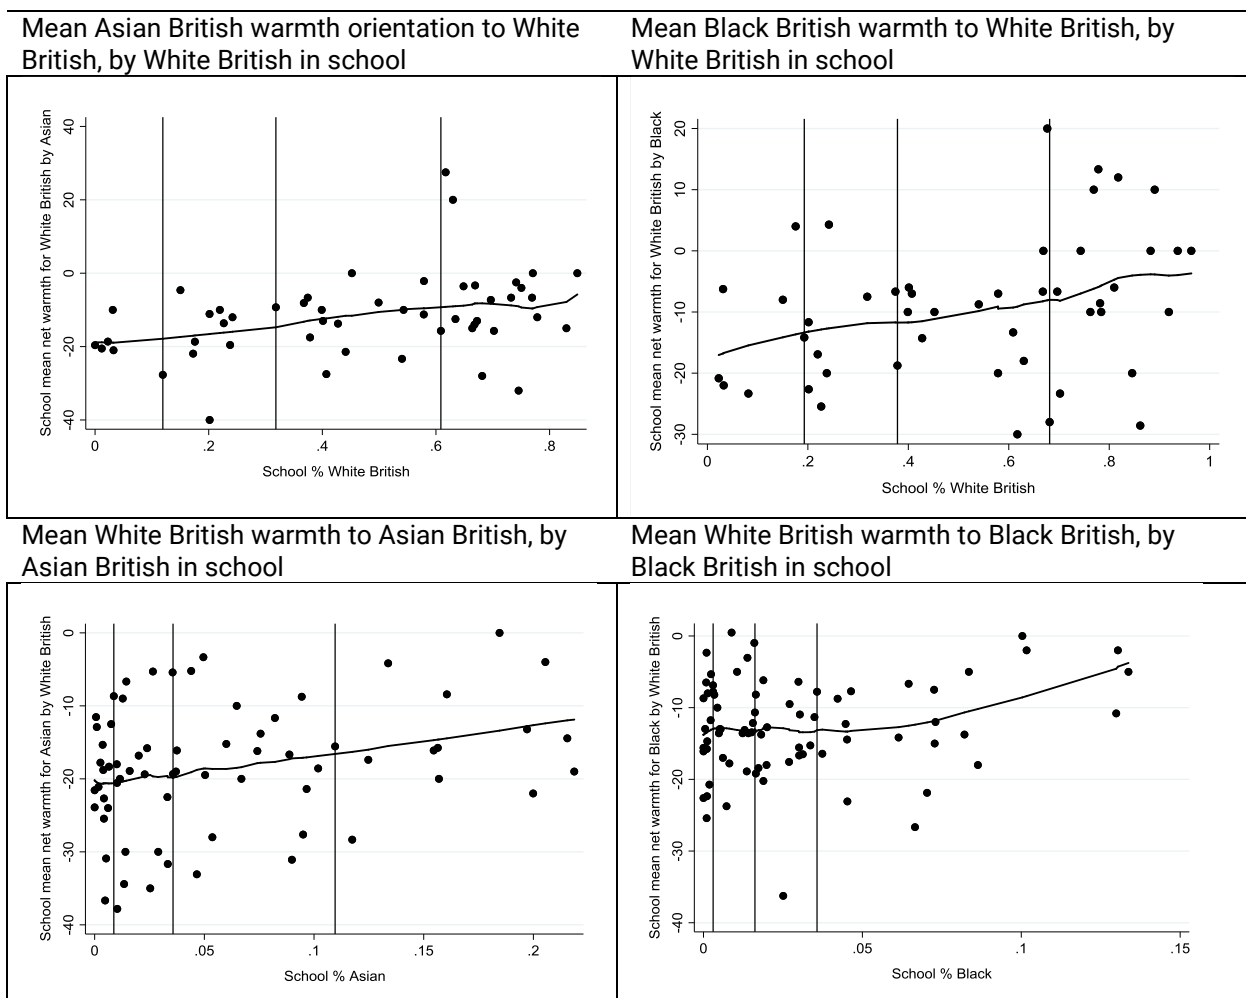 Mean Asian British warmth orientation to White
British, by White British in school
Mean Black British warmth to White British, by
White British in school
School mean net warmth for White British by Asian
40
20
0
20
40
0
.2
.4
.6
.8
School % White British
School mean net warmth for White British by Black
20
10
0
-10
-20
-30
0
.2
.4
.6
.8
1
School % White British
Mean White British warmth to Asian British, by
Asian British in school
Mean White British warmth to Black British, by
Black British in school
School mean net warmth for Asian by White British
0
-10
-20
-30
-40
0
.05
.1
.15
.2
School % Asian
School mean net warmth for Black by White British
0
-10
-20
-30
-40
0
.05
.1
.15
School % Black